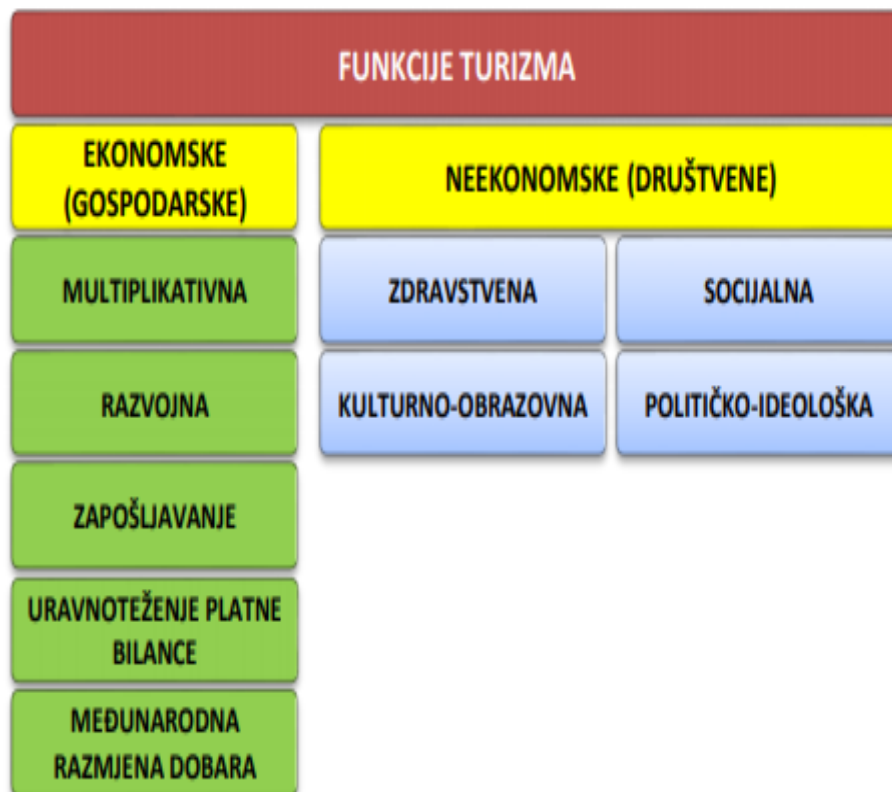 FUNKCIJE TURIZMA
EKONOMSKE
(GOSPODARSKE)
NEEKONOMSKE (DRUŠTVENE)
MULTIPLIKATIVNA
ZDRAVSTVENA
SOCIJALNA
RAZVOJNA
KULTURNO-OBRAZOVNA
POLITIČKO-IDEOLOŠKA
ZAPOŠLJAVANJE
URAVNOTEŽENJE PLATNE
BILANCE
MEĐUNARODNA
RAZMJENA DOBARA